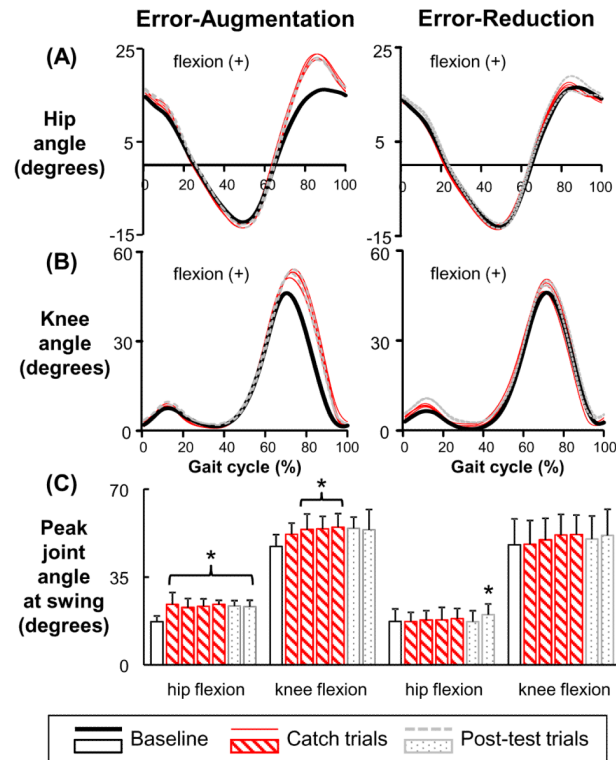 Error-Augmentation Error-Reduction
(A)
Hip
angle
(degrees)
25
5
-15
flexion (+)
0 20 40 60 80 100
25
5
-15
flexion (+)
0 20 40 60 80 100
(B)
Knee
angle
(degrees)
60
30
0
flexion (+)
0 20 40 60 80 100
Gait cycle (%)
60
30
0
flexion (+)
0 20 40 60 80 100
Gait cycle (%)
(C)
Peak
joint
angle
at swing
(degrees)
70
35
0
* * *
hip flexion knee flexion hip flexion knee flexion
Baseline Catch trials Post-test trials